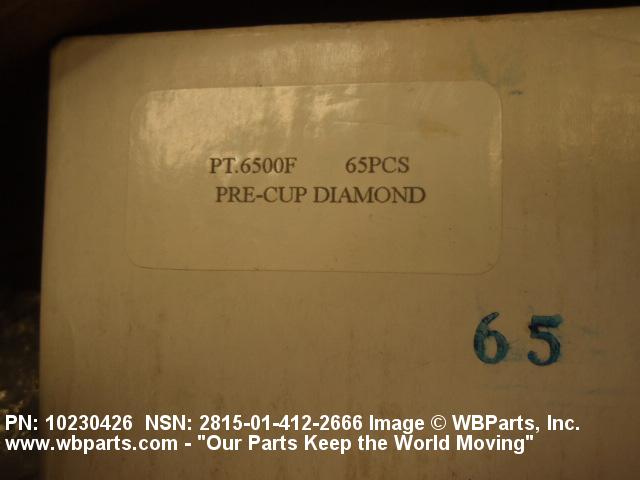 PT.6500F 65PCS
PRE-CUP DIAMOND
65
PN: 10230426 NSN: 2815-01-412-2666 Image © WBParts, Inc.
www.wbparts.com - "Our Parts Keep the World Moving"